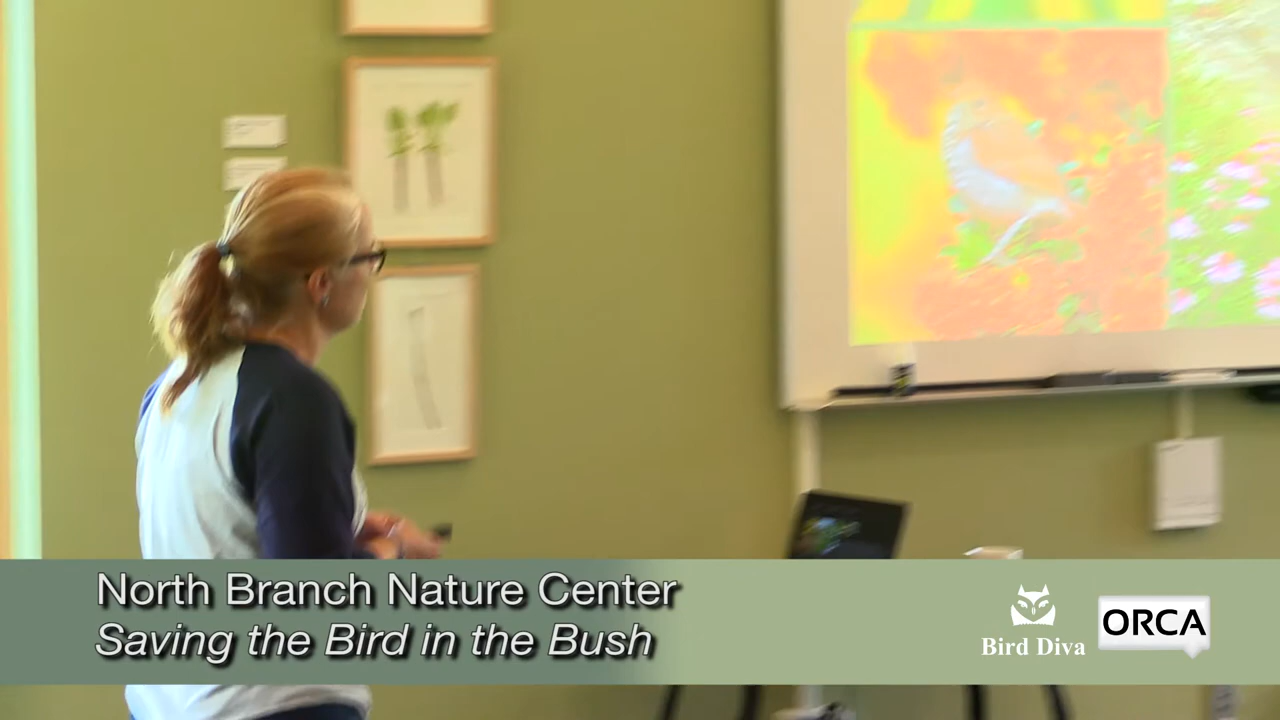 North Branch Nature Center
Saving the Bird in the Bush
Bird Diva
ORCA